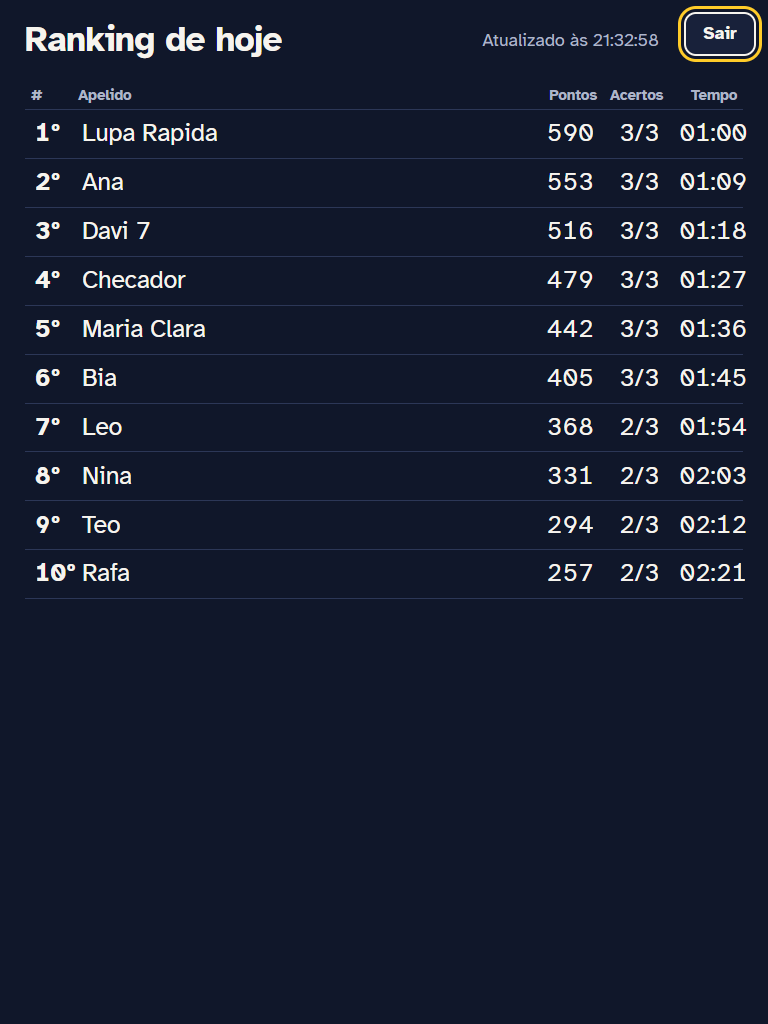 Ranking de hoje
Atualizado às 21:32:58
Sair
# Apelido Pontos Acertos Tempo
1º Lupa Rapida 590 3/3 01:00
2º Ana 553 3/3 01:09
3º Davi 7 516 3/3 01:18
4º Checador 479 3/3 01:27
5º Maria Clara 442 3/3 01:36
6º Bia 405 3/3 01:45
7º Leo 368 2/3 01:54
8º Nina 331 2/3 02:03
9º Teo 294 2/3 02:12
10º Rafa 257 2/3 02:21